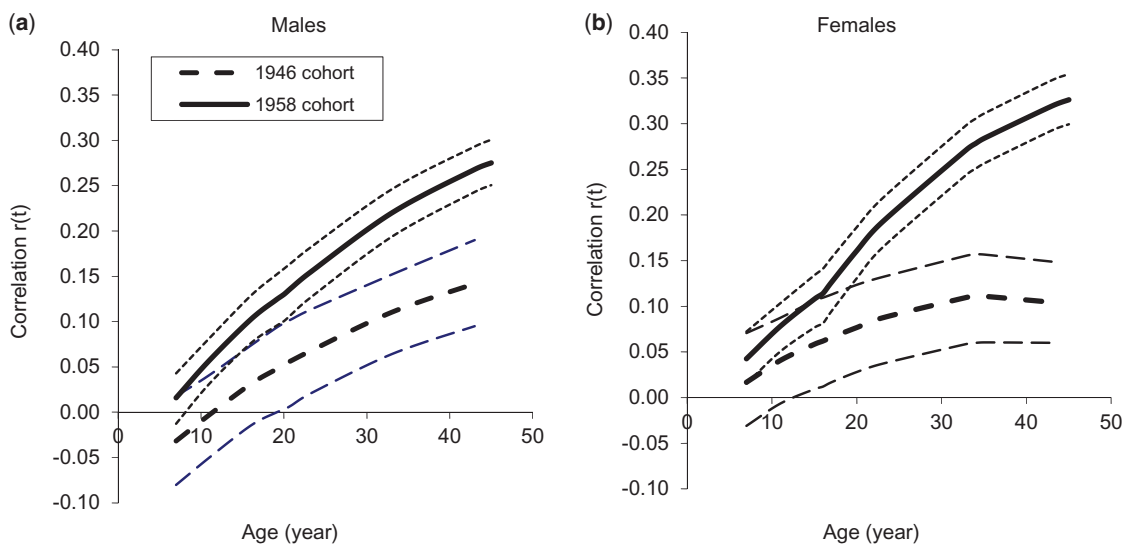 (a) Males
0.40
0.35
0.30
0.25
0.20
0.15
0.10
0.05
0.00
-0.05
-0.10
Correlation r(t)
1946 cohort
1958 cohort
0 10 20 30 40 50
Age (year)
(b) Females
0.40
0.35
0.30
0.25
0.20
0.15
0.10
0.05
0.00
-0.05
-0.10
Correlation r(t)
0 10 20 30 40 50
Age (year)